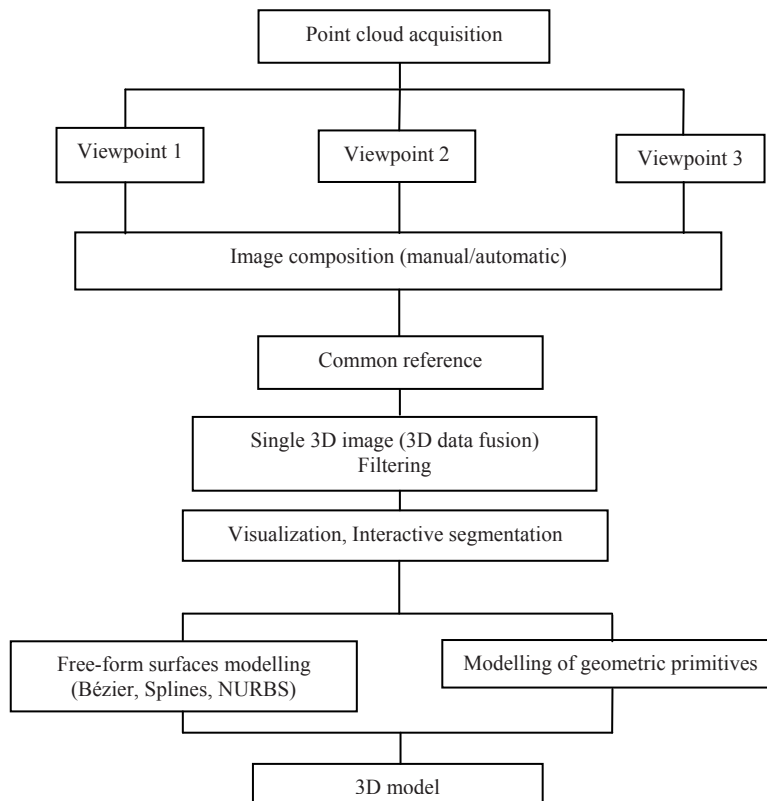 Point cloud acquisition
Viewpoint 1
Viewpoint 2
Viewpoint 3
Image composition (manual/automatic)
Common reference
Single 3D image (3D data fusion)
Filtering
Visualization, Interactive segmentation
Free-form surfaces modelling
(Bézier, Splines, NURBS)
Modelling of geometric primitives
3D model